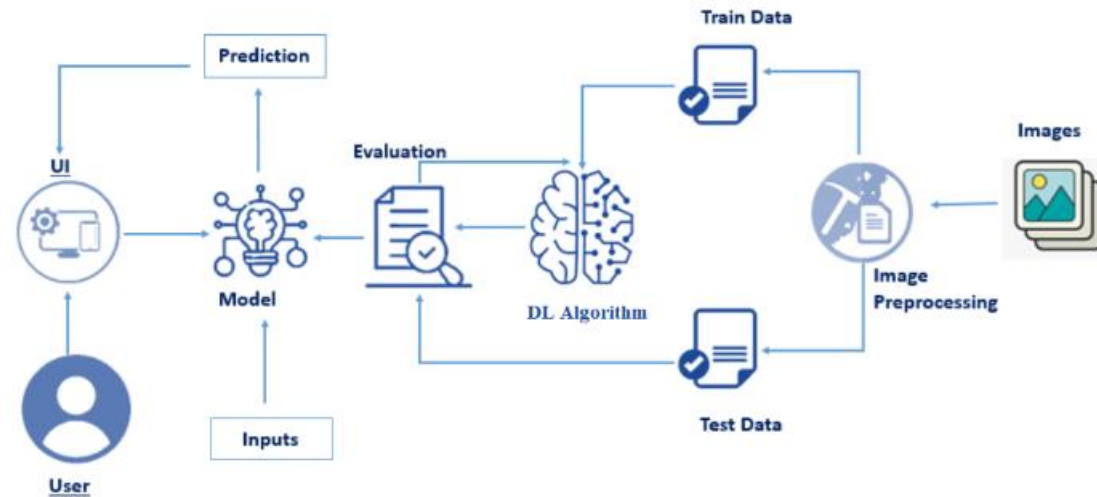 Train Data
Prediction
Images
Evaluation
UI
Image
Preprocessing
Model
DL Algorithm
Test Data
Inputs
User